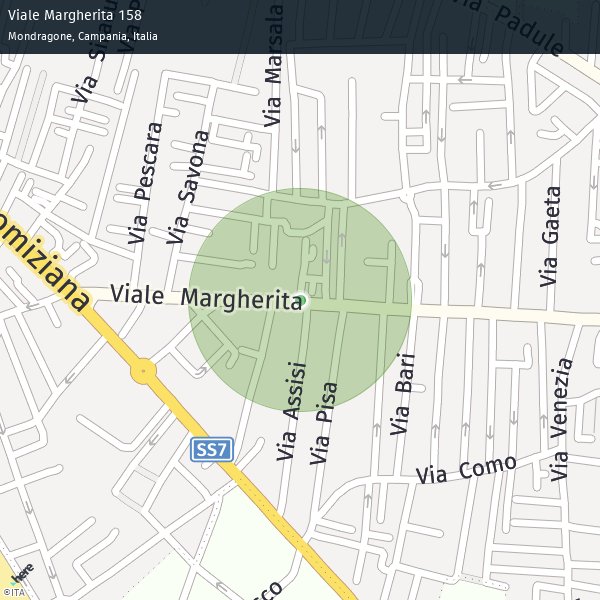 Viale Margherita 158
Mondragone, Campania, Italia
Via Padule
Via Marsala
Via Pescara
Via Savona
Via Gaeta
omiziana
Viale Margherita
Via Assisi
Via Pisa
Via Bari
Via Venezia
SS7
Via Como
here
©ITA